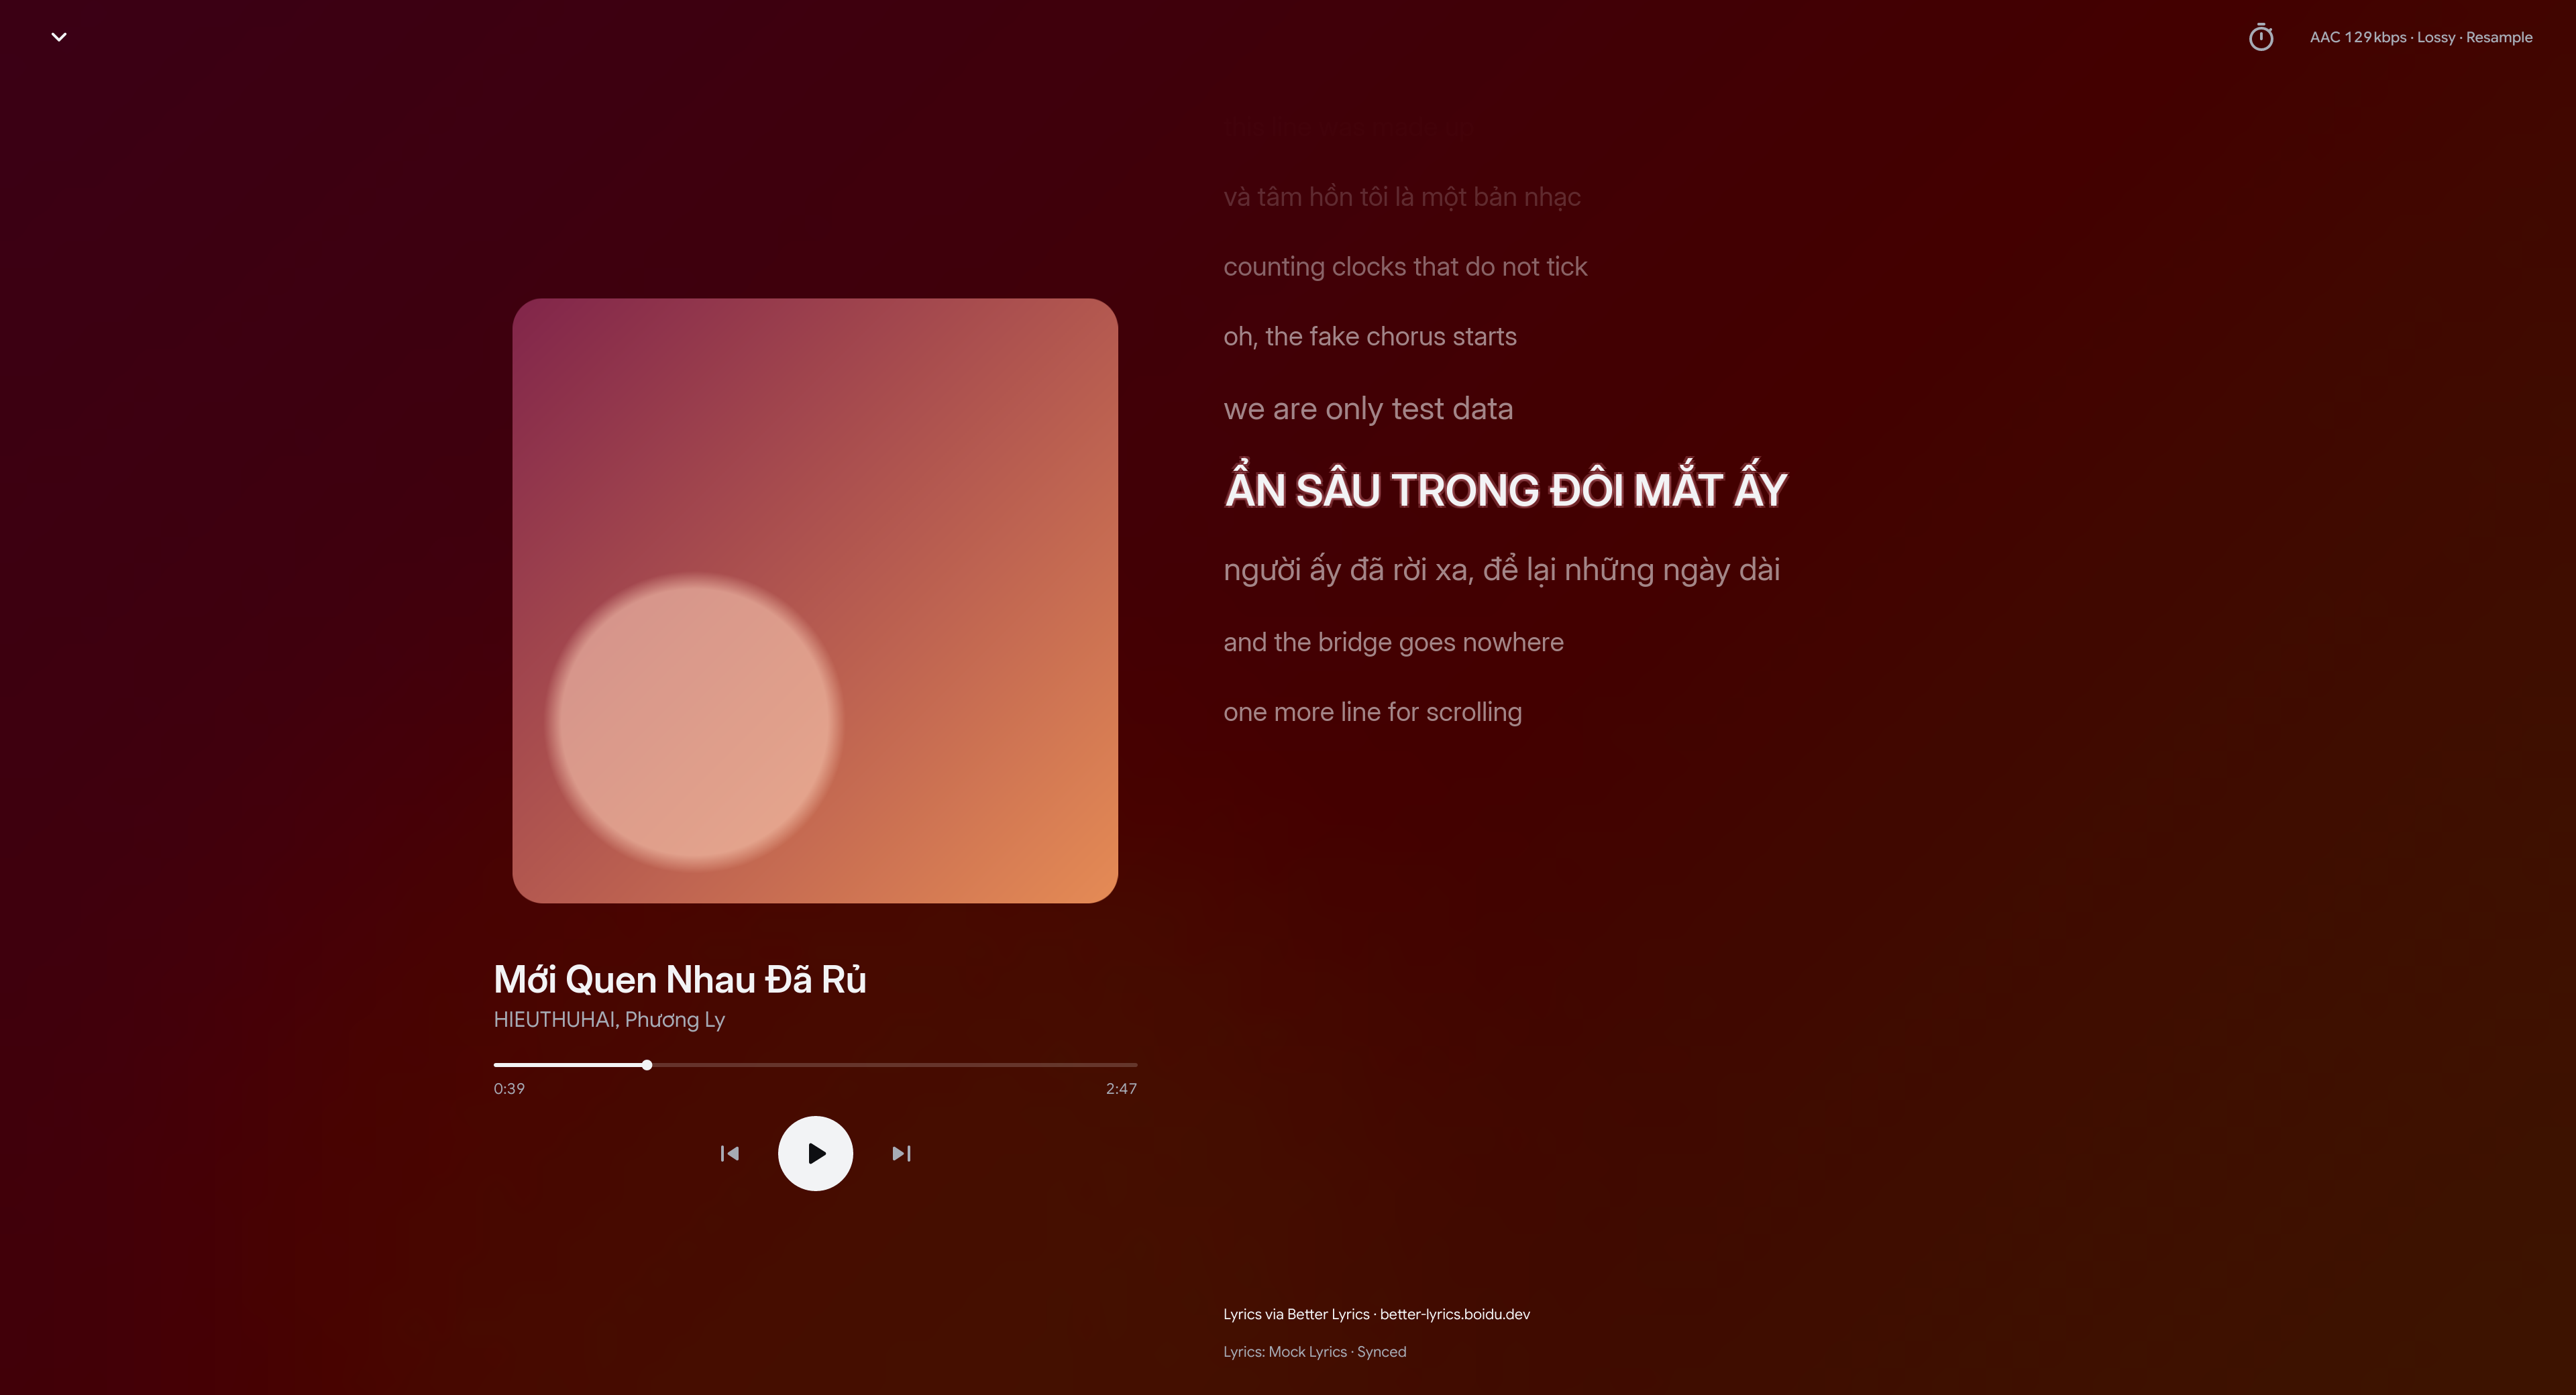 AAC 129kbps · Lossy · Resample
và tâm hồn tôi là một bản nhạc
counting clocks that do not tick
oh, the fake chorus starts
we are only test data
ẨN SÂU TRONG ĐÔI MẮT ẤY
người ấy đã rời xa, để lại những ngày dài
and the bridge goes nowhere
one more line for scrolling
Mới Quen Nhau Đã Rủ
HIEUTHUHAI, Phương Ly
0:39
2:47
Lyrics via Better Lyrics · better-lyrics.boidu.dev
Lyrics: Mock Lyrics · Synced